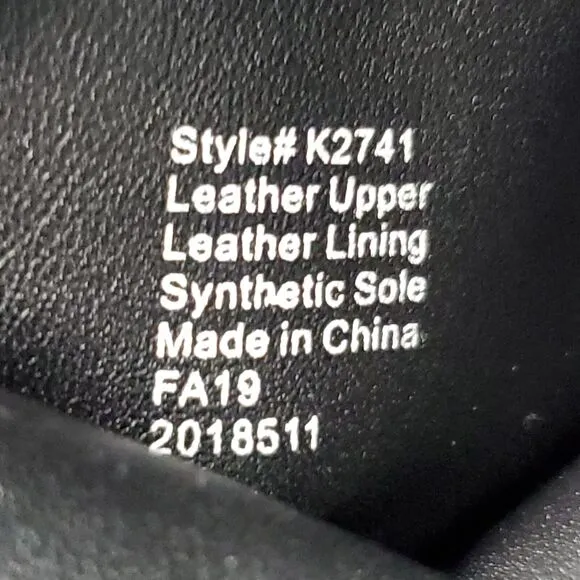 Style# K2741
Leather Upper
Leather Lining
Synthetic Sole
Made in China
FA19
2018511